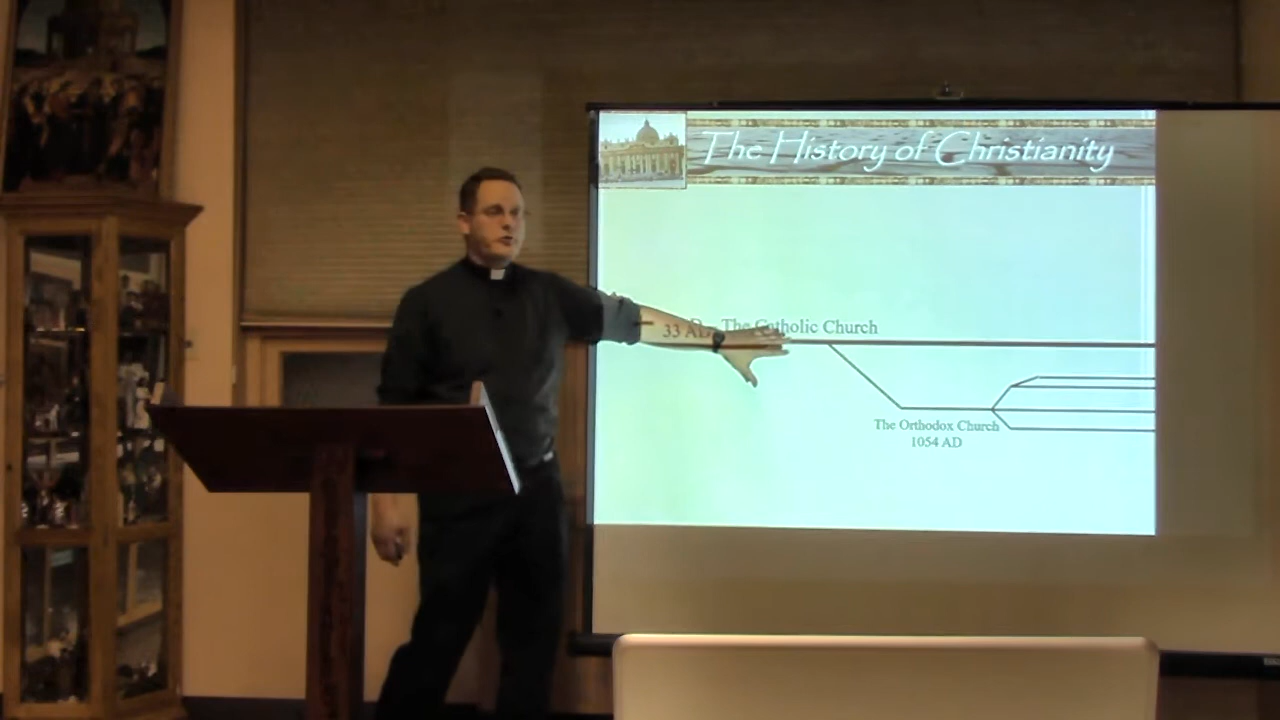 The History of Christianity
33 AD The Catholic Church
The Orthodox Church
1054 AD